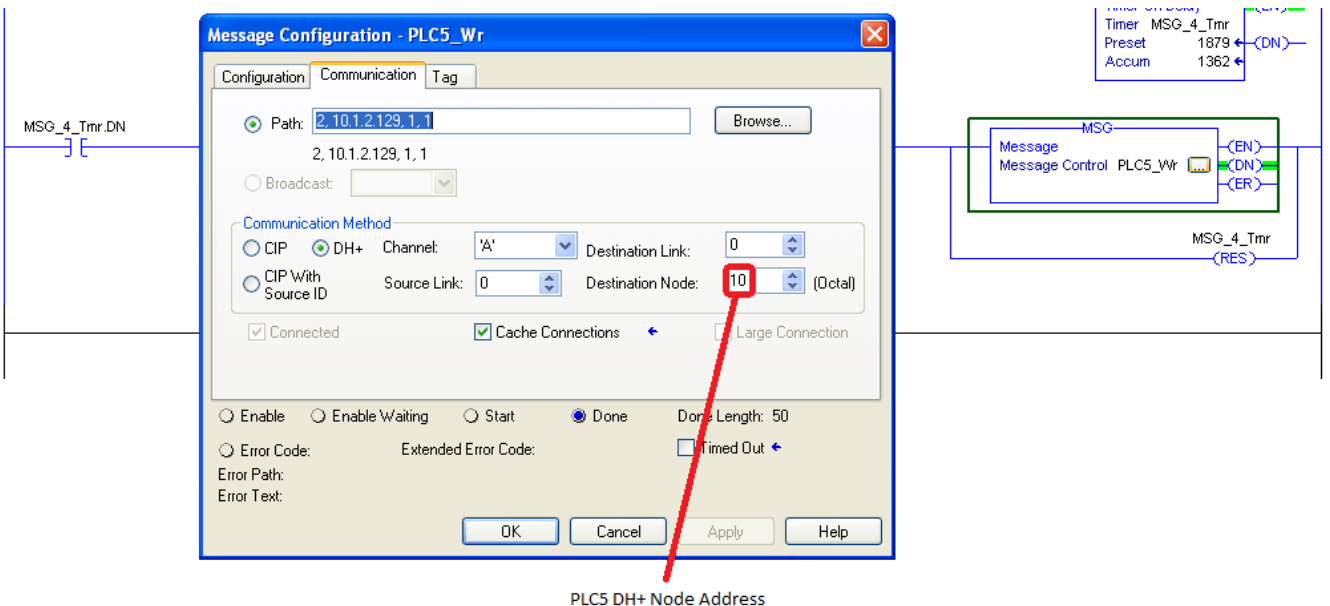 Timer On Delay
(EN)
Timer MSG_4_Tmr
Preset 1879
(DN)
Accum 1362
MSG_4_Tmr.DN
Message Configuration - PLC5_Wr
Configuration Communication Tag
Path: 2, 10.1.2.129, 1, 1 Browse...
2, 10.1.2.129, 1, 1
Broadcast:
Communication Method
CIP DH+ Channel: 'A' Destination Link: 0
CIP With
Source ID
Source Link: 0 Destination Node: 10 (Octal)
Connected Cache Connections Large Connection
Enable Enable Waiting Start Done Done Length: 50
Error Code: Extended Error Code: Timed Out
Error Path:
Error Text:
OK Cancel Apply Help
MSG
Message
(EN)
Message Control PLC5_Wr ...
(DN)
(ER)
MSG_4_Tmr
(RES)
PLC5 DH+ Node Address